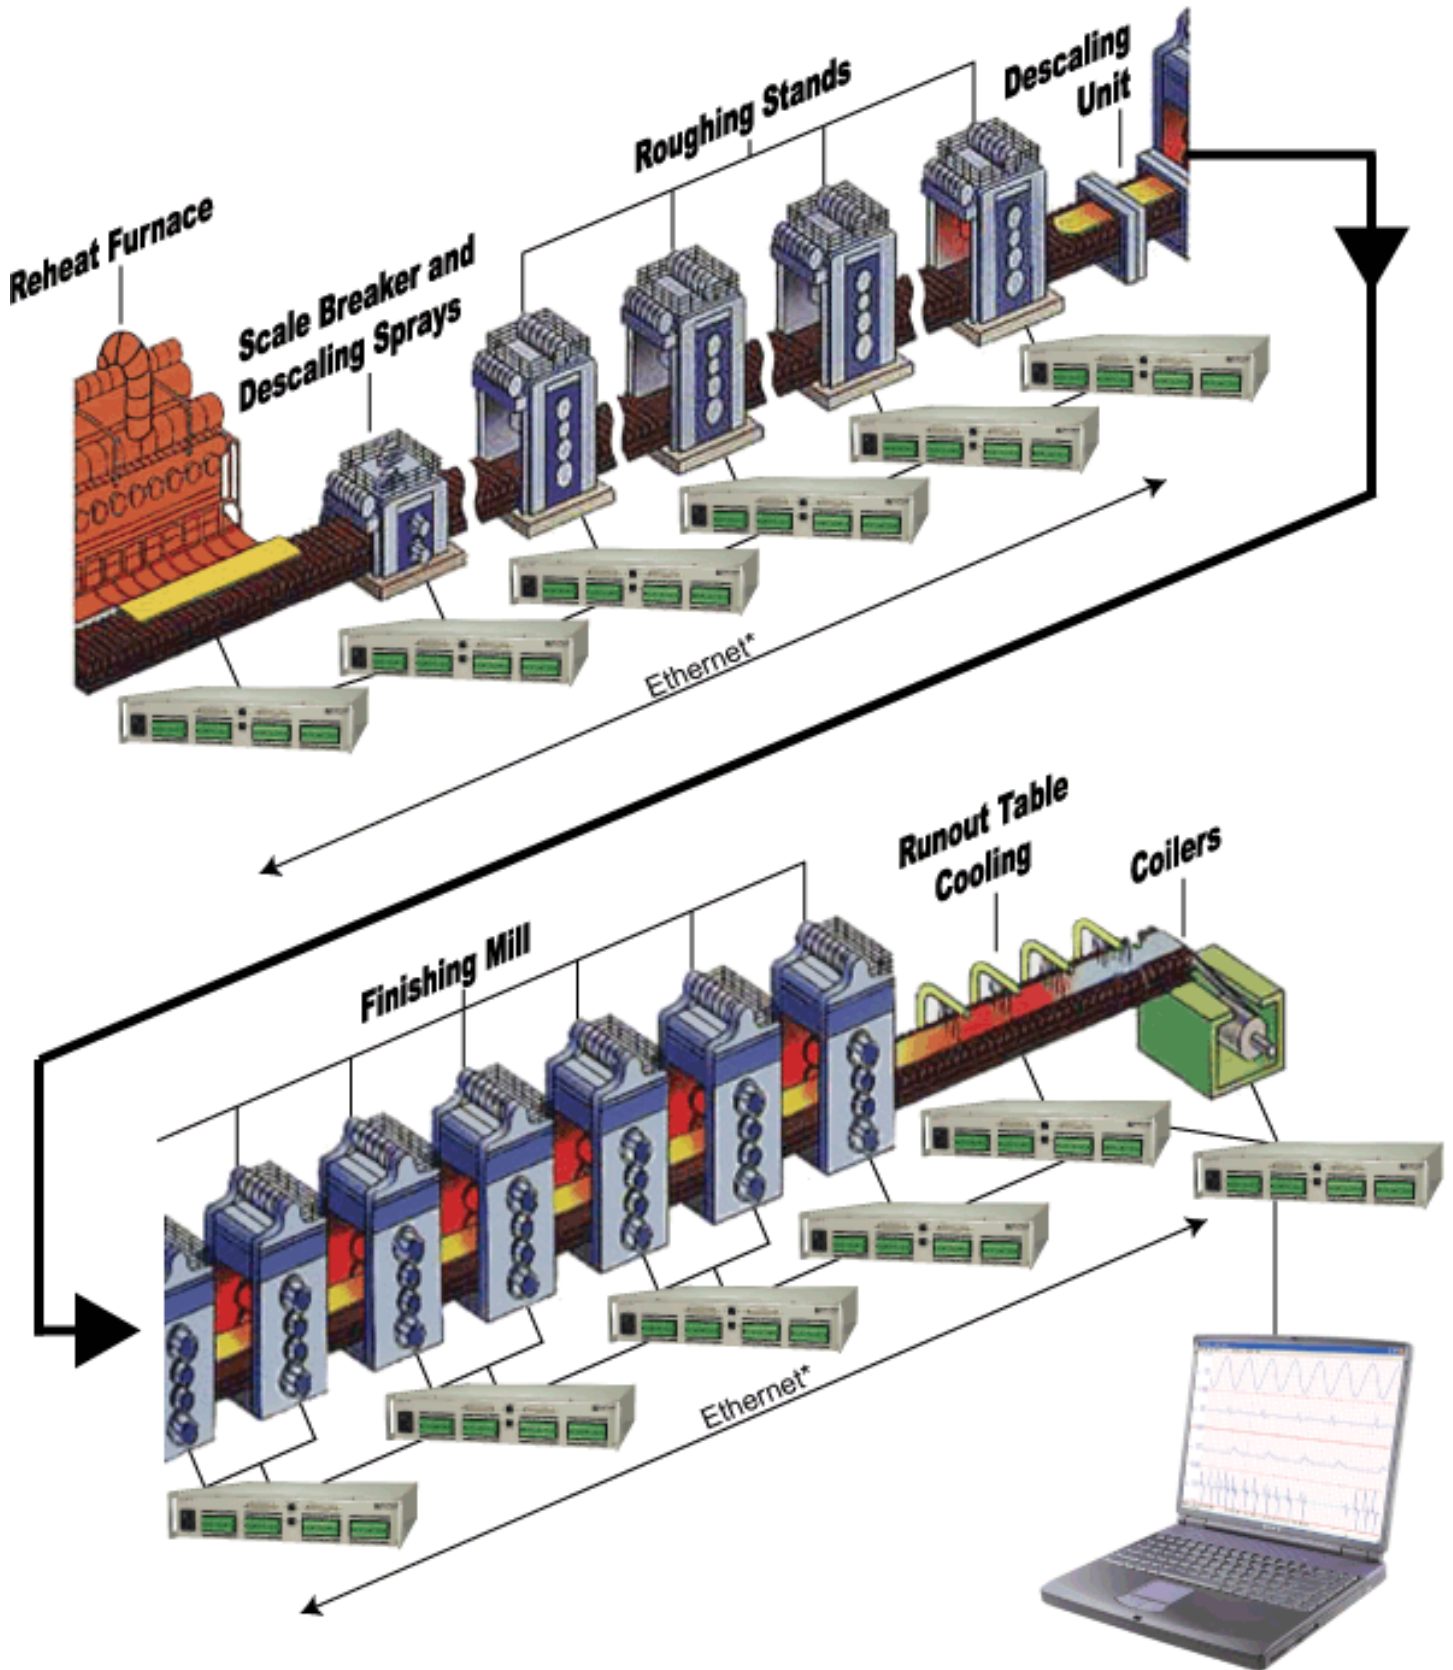 Reheat Furnace
Scale Breaker and
Descaling Sprays
Roughing Stands
Descaling
Unit
Ethernet*
Finishing Mill
Runout Table
Cooling
Coilers
Ethernet*